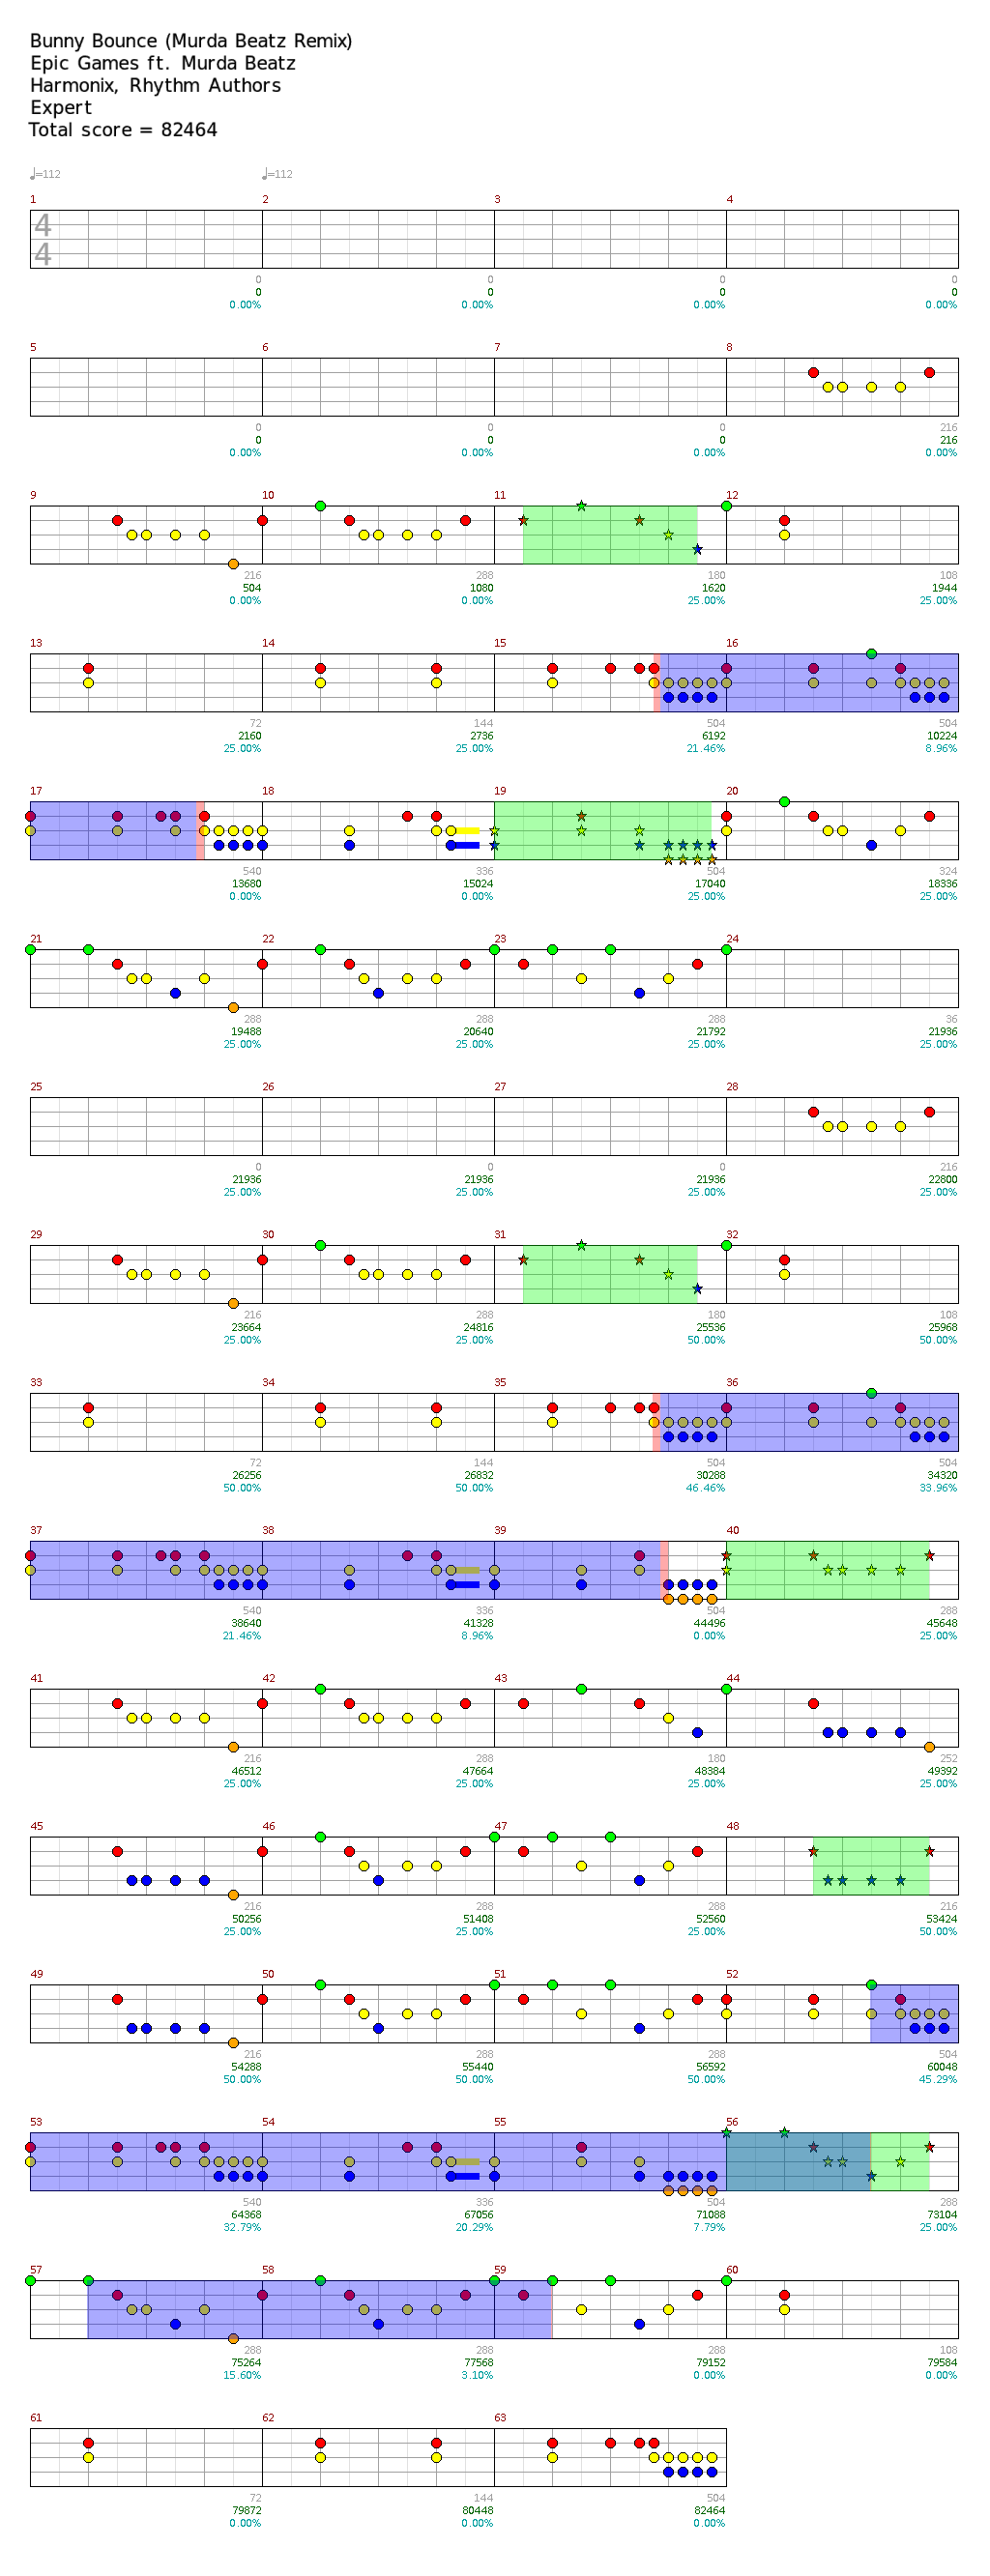 Bunny Bounce (Murda Beatz Remix)
Epic Games ft. Murda Beatz
Harmonix, Rhythm Authors
Expert
Total score = 82464
♩=112 ♩=112
1 2 3 4
4
4
0 0 0 0
0 0 0 0
0.00% 0.00% 0.00% 0.00%
5 6 7 8
0 0 0 216
0 0 0 216
0.00% 0.00% 0.00% 0.00%
9 10 11 12
216 288 180 108
504 1080 1620 1944
0.00% 0.00% 25.00% 25.00%
13 14 15 16
72 144 504 504
2160 2736 6192 10224
25.00% 25.00% 21.46% 8.96%
17 18 19 20
540 336 504 324
13680 15024 17040 18336
0.00% 0.00% 25.00% 25.00%
21 22 23 24
288 288 288 36
19488 20640 21792 21936
25.00% 25.00% 25.00% 25.00%
25 26 27 28
0 0 0 216
21936 21936 21936 22800
25.00% 25.00% 25.00% 25.00%
29 30 31 32
216 288 180 108
23664 24816 25536 25968
25.00% 25.00% 50.00% 50.00%
33 34 35 36
72 144 504 504
26256 26832 30288 34320
50.00% 50.00% 46.46% 33.96%
37 38 39 40
540 336 504 288
38640 41328 44496 45648
21.46% 8.96% 0.00% 25.00%
41 42 43 44
216 288 180 252
46512 47664 48384 49392
25.00% 25.00% 25.00% 25.00%
45 46 47 48
216 288 288 216
50256 51408 52560 53424
25.00% 25.00% 25.00% 50.00%
49 50 51 52
216 288 288 504
54288 55440 56592 60048
50.00% 50.00% 50.00% 45.29%
53 54 55 56
540 336 504 288
64368 67056 71088 73104
32.79% 20.29% 7.79% 25.00%
57 58 59 60
288 288 288 108
75264 77568 79152 79584
15.60% 3.10% 0.00% 0.00%
61 62 63
72 144 504
79872 80448 82464
0.00% 0.00% 0.00%